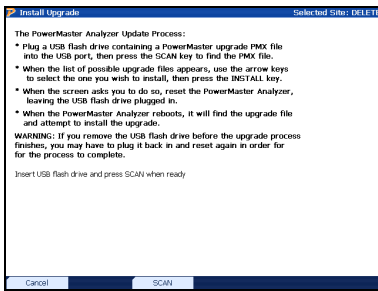 Install Upgrade
Selected Site: DELETE
The PowerMaster Analyzer Update Process:
* Plug a USB flash drive containing a PowerMaster upgrade PMX file
into the USB port, then press the SCAN key to find the PMX file.
* When the list of possible upgrade files appears, use the arrow keys
to select the one you wish to install, then press the INSTALL key.
* When the screen asks you to do so, reset the PowerMaster Analyzer,
leaving the USB flash drive plugged in.
* When the PowerMaster Analyzer reboots, it will find the upgrade file
and attempt to install the upgrade.
WARNING: If you remove the USB flash drive before the upgrade process
finishes, you may have to plug it back in and reset again in order for
for the process to complete.
Insert USB flash drive and press SCAN when ready
Cancel
SCAN